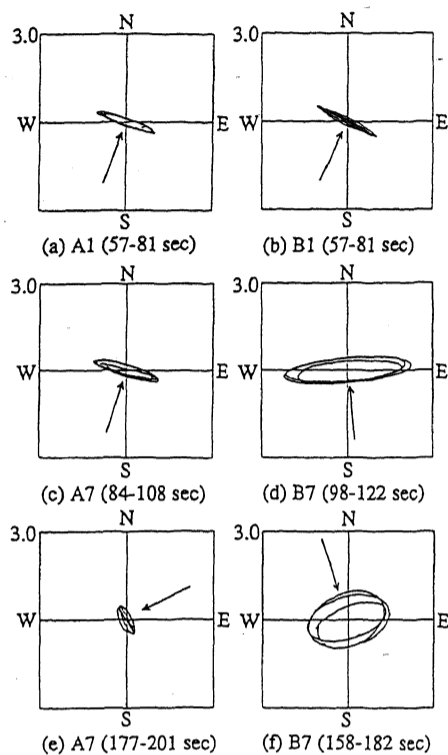 N N
3.0 3.0
W E W E
S S
(a) A1 (57-81 sec) (b) B1 (57-81 sec)
N N
3.0 3.0
W E W E
S S
(c) A7 (84-108 sec) (d) B7 (98-122 sec)
N N
3.0 3.0
W E W E
S S
(e) A7 (177-201 sec) (f) B7 (158-182 sec)